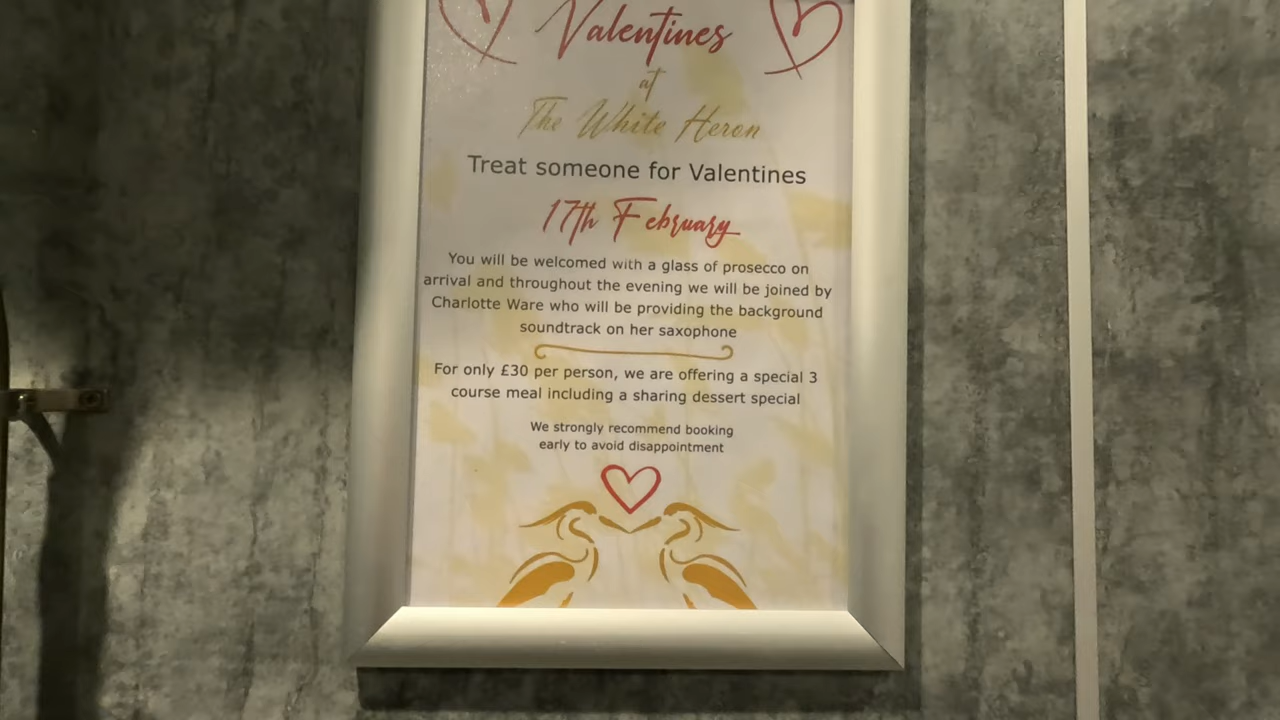 Valentines
at
The White Heron
Treat someone for Valentines
17th February
You will be welcomed with a glass of prosecco on
arrival and throughout the evening we will be joined by
Charlotte Ware who will be providing the background
soundtrack on her saxophone
For only £30 per person, we are offering a special 3
course meal including a sharing dessert special
We strongly recommend booking
early to avoid disappointment